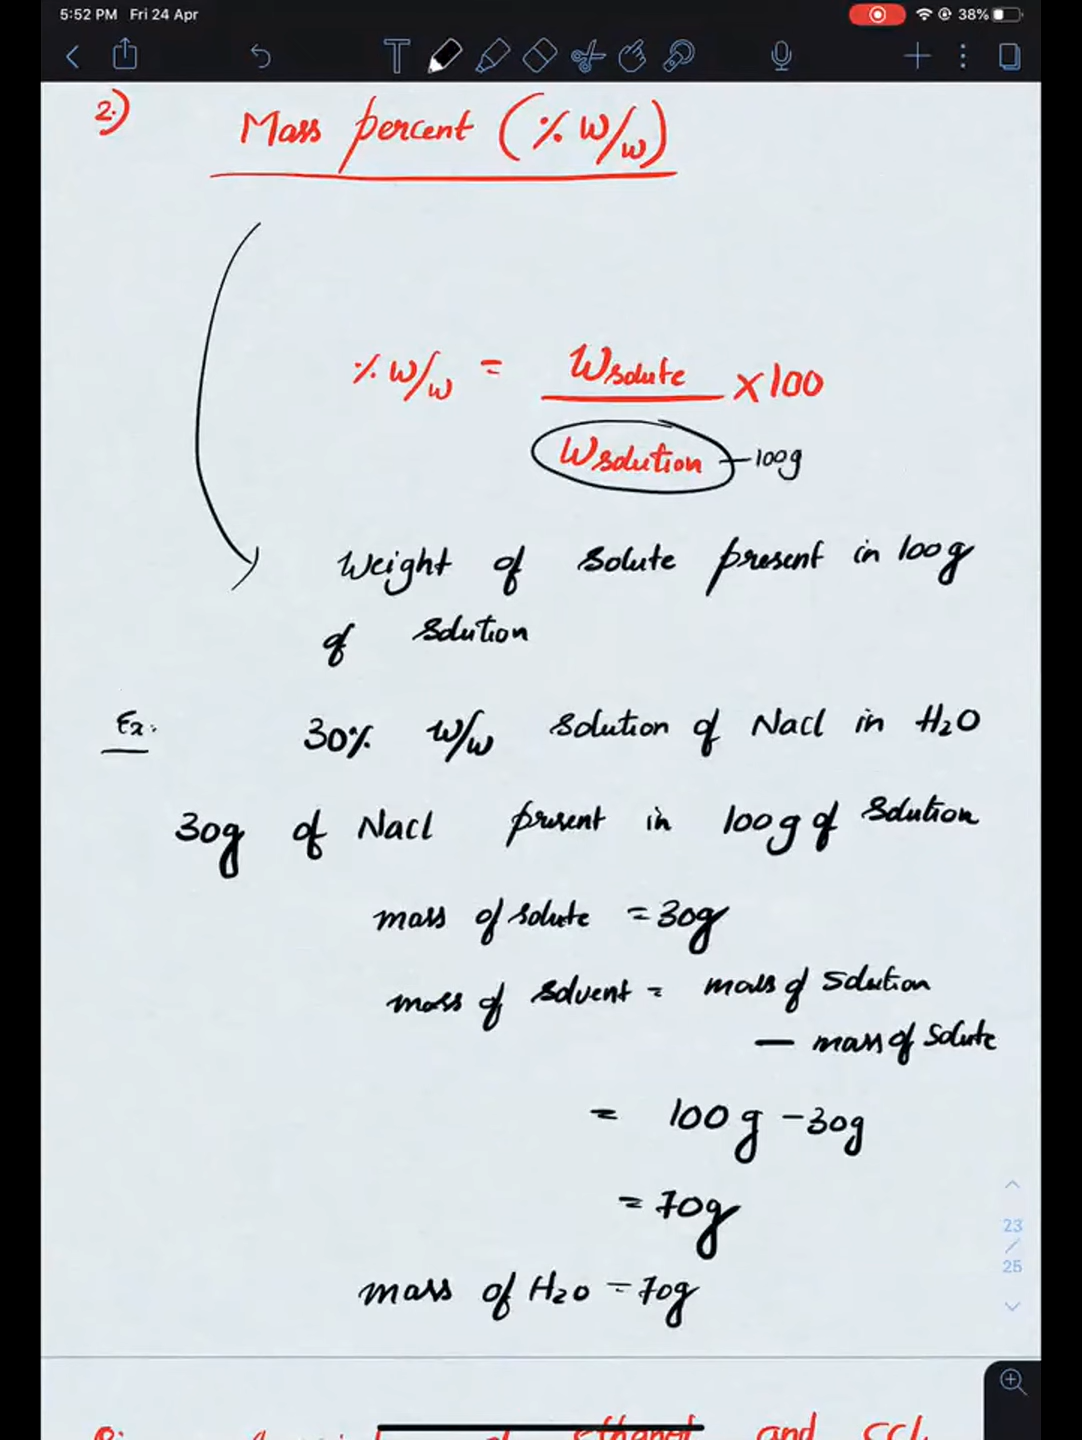 5:52 PM Fri 24 Apr
38%
2.) Mass percent (% W/w)
% W/w = Wsolute × 100
Wsolution – 100g
Weight of solute present in 100g
of solution
Ex: 30% W/w solution of Nacl in H2O
30g of Nacl present in 100g of solution
mass of solute = 30g
mass of solvent = mass of solution
— mass of solute
= 100g - 30g
= 70g
23
/
25
mass of H2O = 70g
ethanol and